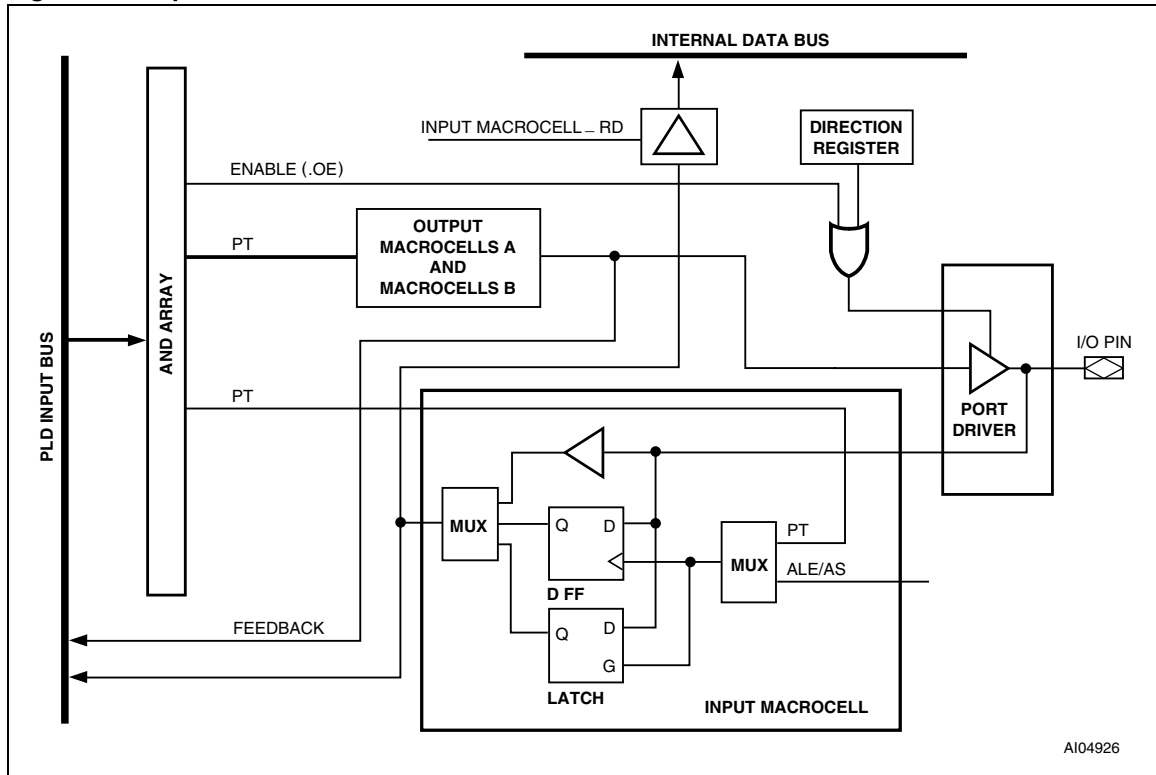 INTERNAL DATA BUS
INPUT MACROCELL _ RD
DIRECTION
REGISTER
ENABLE (.OE)
OUTPUT
MACROCELLS A
AND
MACROCELLS B
PT
AND ARRAY
PLD INPUT BUS
I/O PIN
PORT
DRIVER
PT
MUX
Q
D
D FF
MUX
PT
ALE/AS
Q
D
G
LATCH
FEEDBACK
INPUT MACROCELL
AI04926